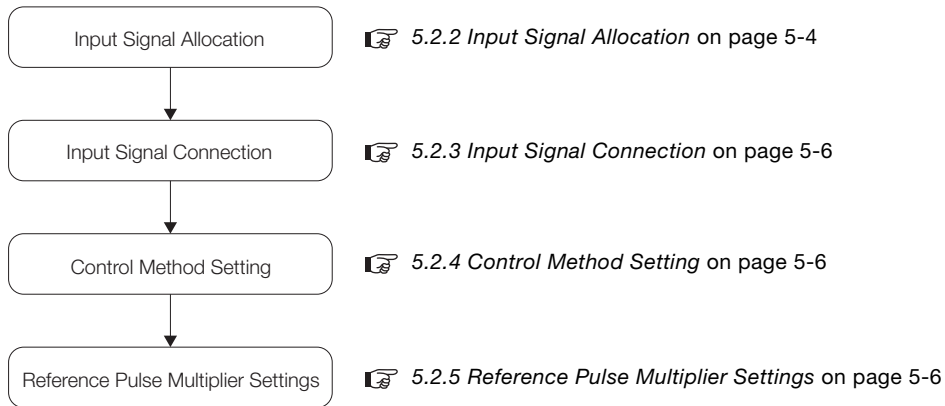 Input Signal Allocation
5.2.2 Input Signal Allocation on page 5-4
Input Signal Connection
5.2.3 Input Signal Connection on page 5-6
Control Method Setting
5.2.4 Control Method Setting on page 5-6
Reference Pulse Multiplier Settings
5.2.5 Reference Pulse Multiplier Settings on page 5-6